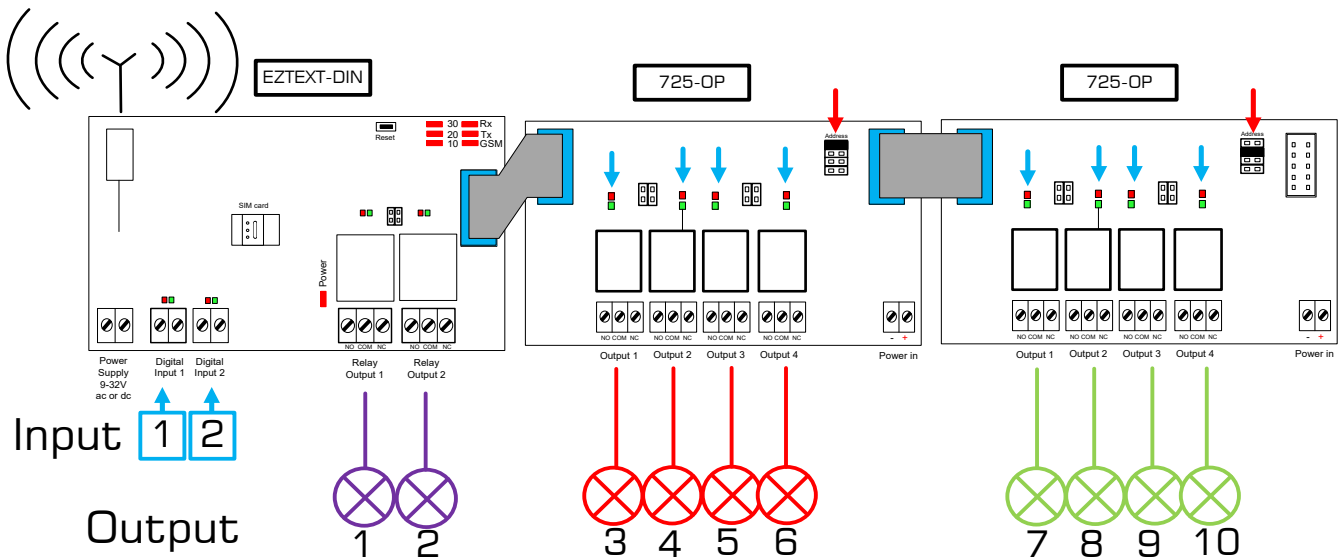 EZTEXT-DIN
725-OP
725-OP
Reset
30 Rx
20 Tx
10 GSM
Address
Address
SIM card
Power
NO COM NC
NO COM NC
NO COM NC
NO COM NC
NO COM NC
NO COM NC
NO COM NC
NO COM NC
NO COM NC
NO COM NC
Power
Supply
9-32V
ac or dc
Digital
Input 1
Digital
Input 2
Relay
Output 1
Relay
Output 2
Output 1
Output 2
Output 3
Output 4
- +
Power in
Output 1
Output 2
Output 3
Output 4
- +
Power in
Input 1 2
Output
1 2 3 4 5 6 7 8 9 10